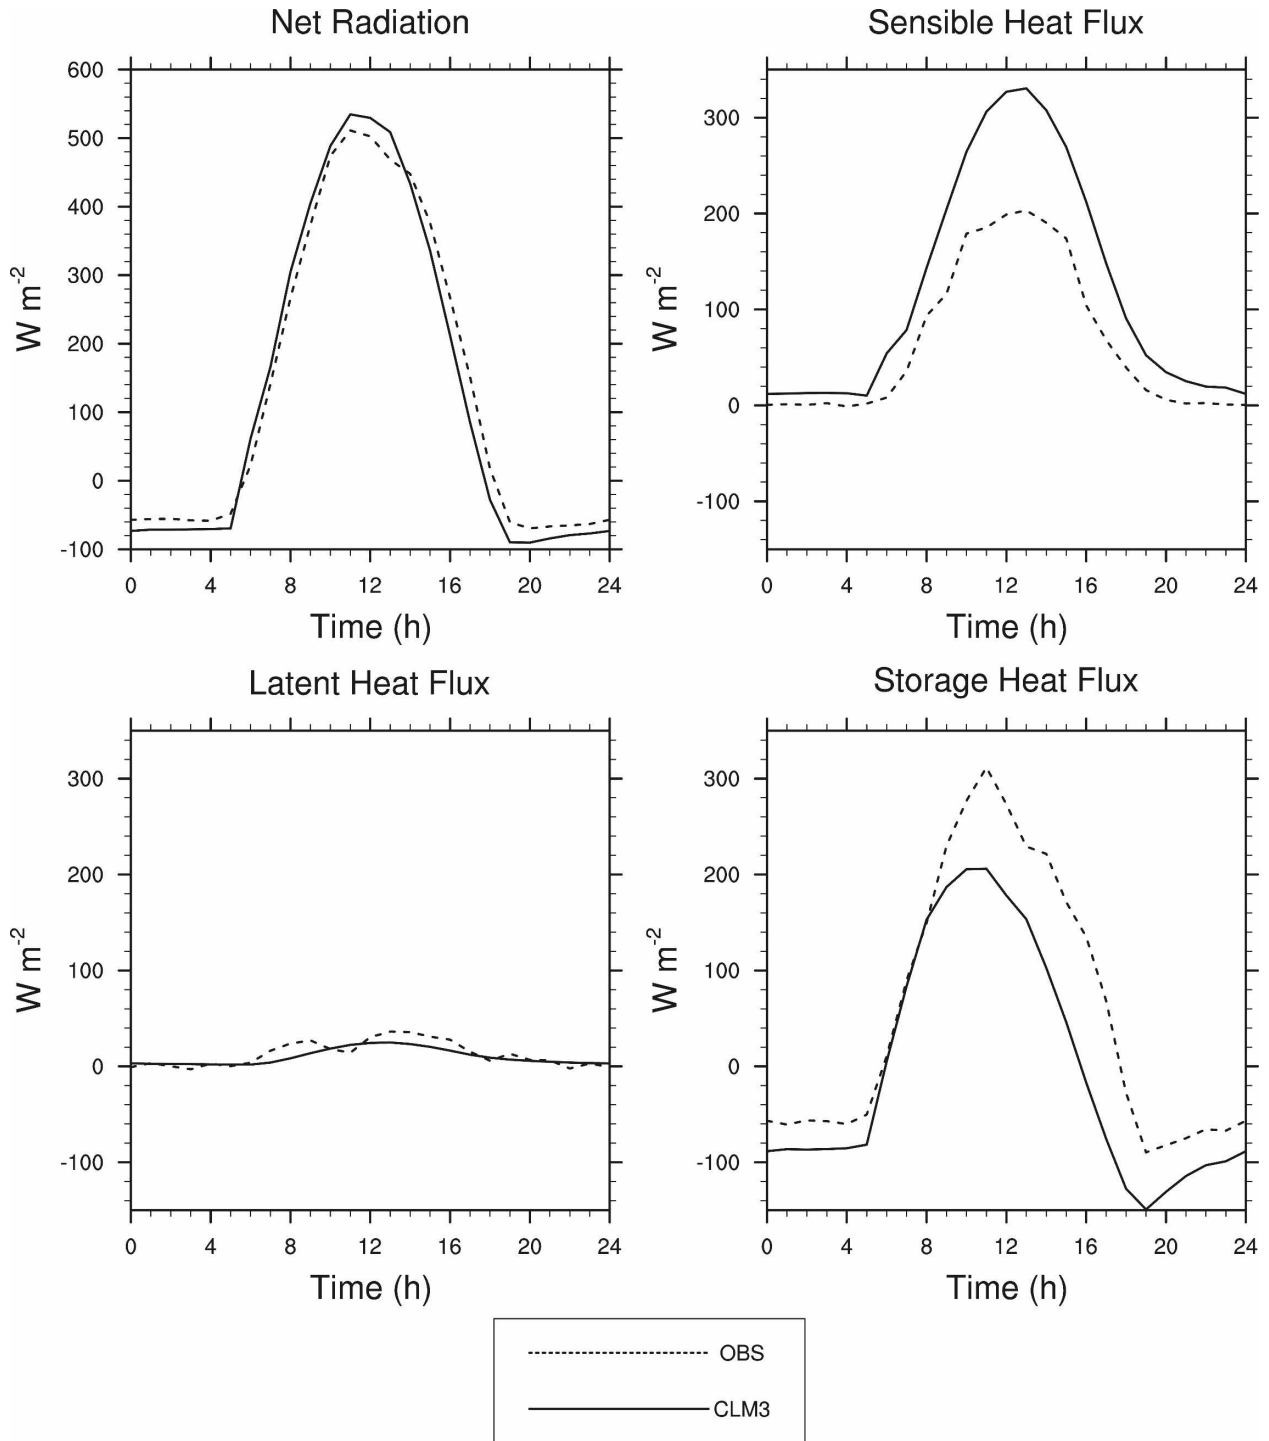 Net Radiation
600
500
400
300
200
100
0
-100
W m-2
0 4 8 12 16 20 24
Time (h)
Sensible Heat Flux
300
200
100
0
-100
W m-2
0 4 8 12 16 20 24
Time (h)
Latent Heat Flux
300
200
100
0
-100
W m-2
0 4 8 12 16 20 24
Time (h)
Storage Heat Flux
300
200
100
0
-100
W m-2
0 4 8 12 16 20 24
Time (h)
OBS
CLM3